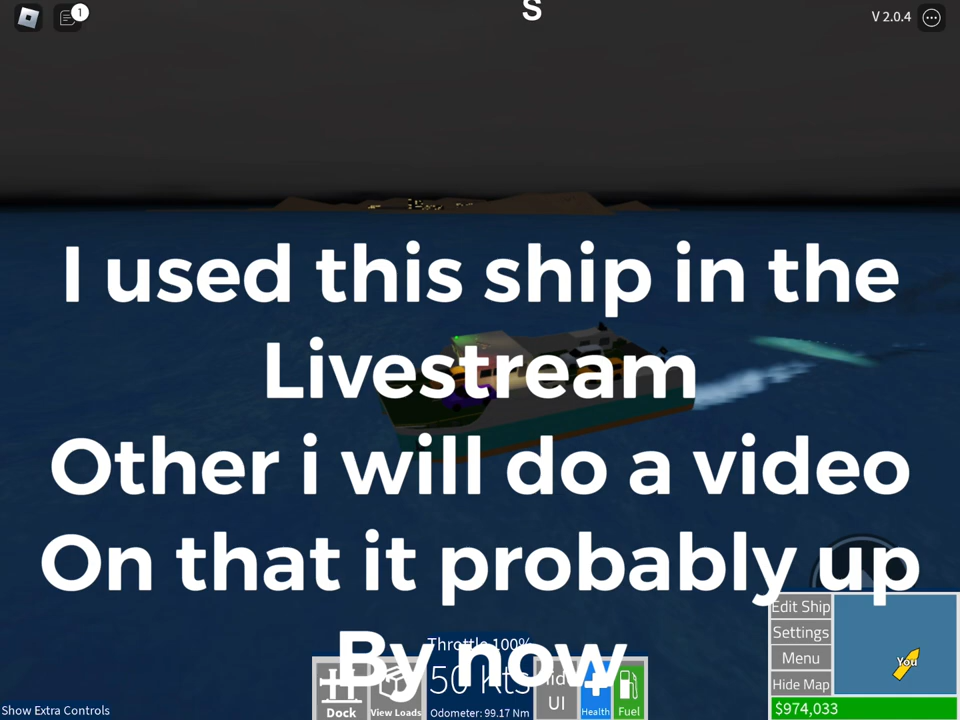 1
S
V 2.0.4
I used this ship in the
Livestream
Other i will do a video
On that it probably up
By now
Throttle 100%
50 kts
Odometer: 99.17 Nm
Dock
View Loads
UI
Health
Fuel
Edit Ship
Settings
Menu
Hide Map
You
$974,033
Show Extra Controls